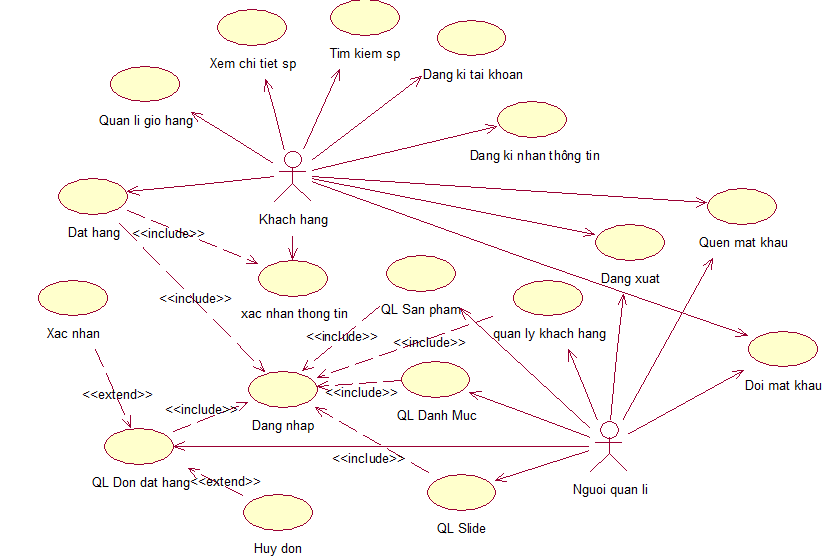 Tim kiem sp
Xem chi tiet sp
Dang ki tai khoan
Quan li gio hang
Dang ki nhan thông tin
Khach hang
Dat hang
<<include>>
Quen mat khau
Dang xuat
<<include>>
xac nhan thong tin
QL San pham
Xac nhan
<<include>>
quan ly khach hang
<<include>>
Doi mat khau
<<extend>>
<<include>>
<<include>>
QL Danh Muc
Dang nhap
<<include>>
QL Don dat hang
<<extend>>
Nguoi quan li
QL Slide
Huy don